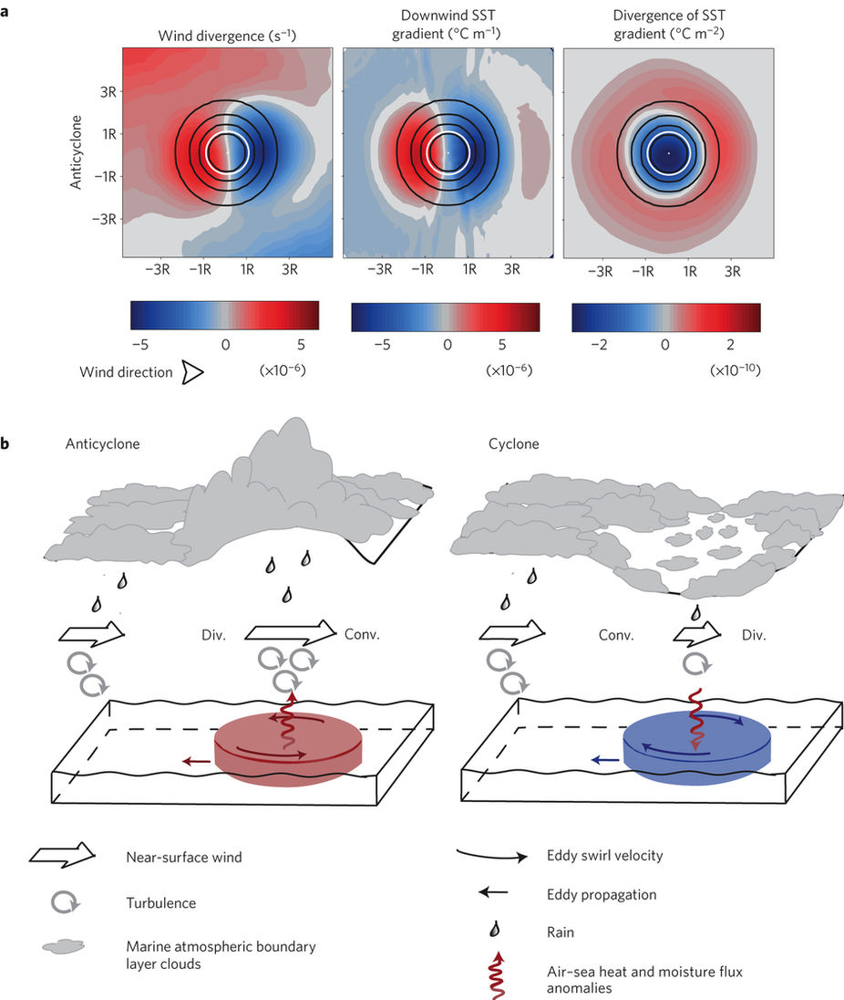 a
Wind divergence (s⁻¹)
Downwind SST
gradient (°C m⁻¹)
Divergence of SST
gradient (°C m⁻²)
Anticyclone
3R
1R
−1R
−3R
−3R −1R 1R 3R
−3R −1R 1R 3R
−3R −1R 1R 3R
−5 0 5
−5 0 5
−2 0 2
Wind direction
(×10⁻⁶)
(×10⁻⁶)
(×10⁻¹⁰)
b
Anticyclone
Cyclone
Div.
Conv.
Conv.
Div.
Near-surface wind
Turbulence
Marine atmospheric boundary
layer clouds
Eddy swirl velocity
Eddy propagation
Rain
Air–sea heat and moisture flux
anomalies